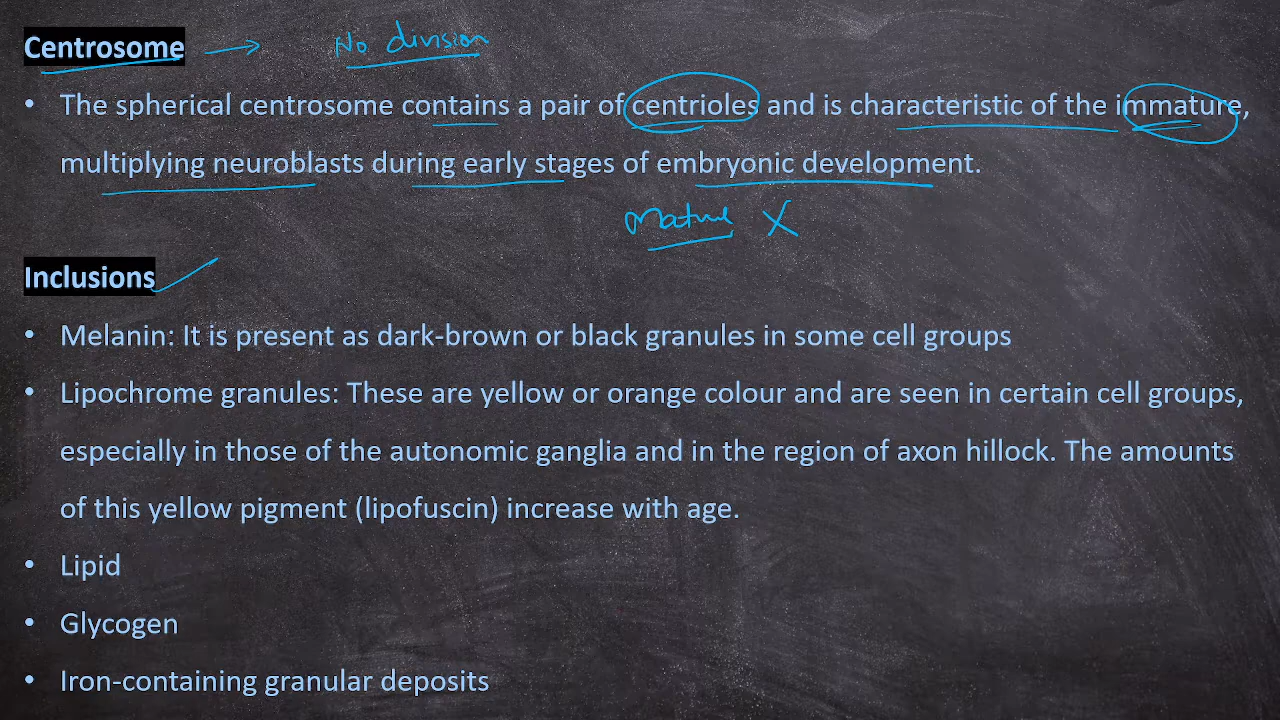 Centrosome → No division
• The spherical centrosome contains a pair of centrioles and is characteristic of the immature,
multiplying neuroblasts during early stages of embryonic development.
Mature X
Inclusions
• Melanin: It is present as dark-brown or black granules in some cell groups
• Lipochrome granules: These are yellow or orange colour and are seen in certain cell groups,
especially in those of the autonomic ganglia and in the region of axon hillock. The amounts
of this yellow pigment (lipofuscin) increase with age.
• Lipid
• Glycogen
• Iron-containing granular deposits